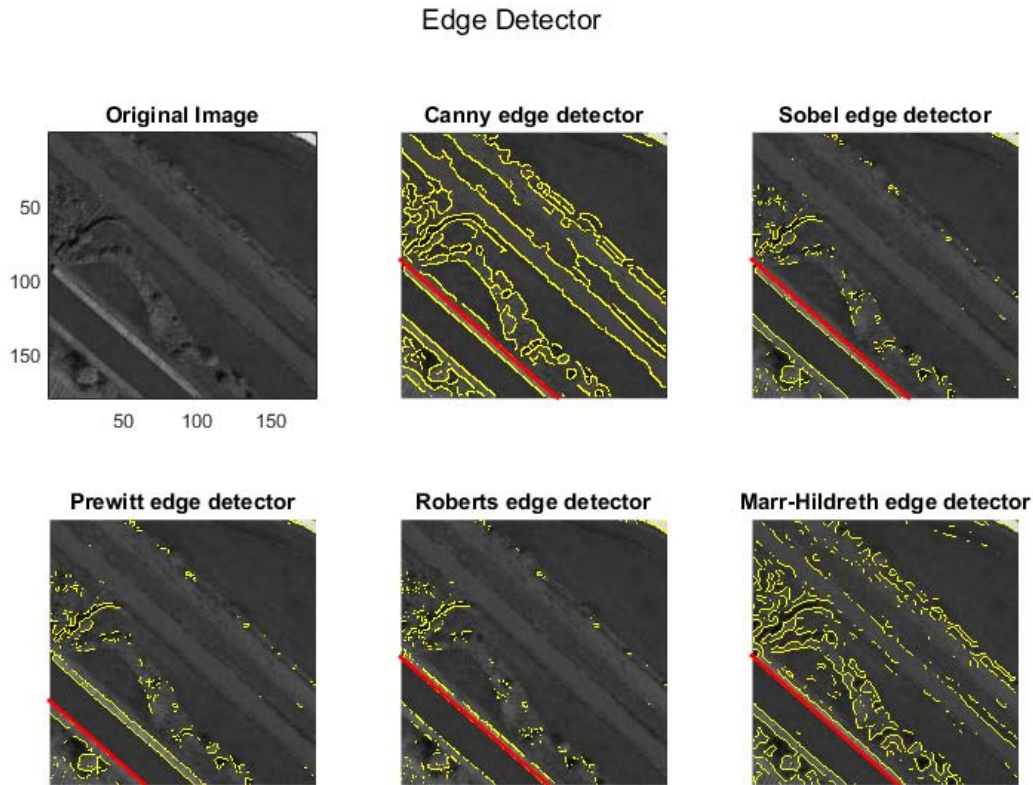 Edge Detector
Original Image
Canny edge detector
Sobel edge detector
50
100
150
50 100 150
Prewitt edge detector
Roberts edge detector
Marr-Hildreth edge detector